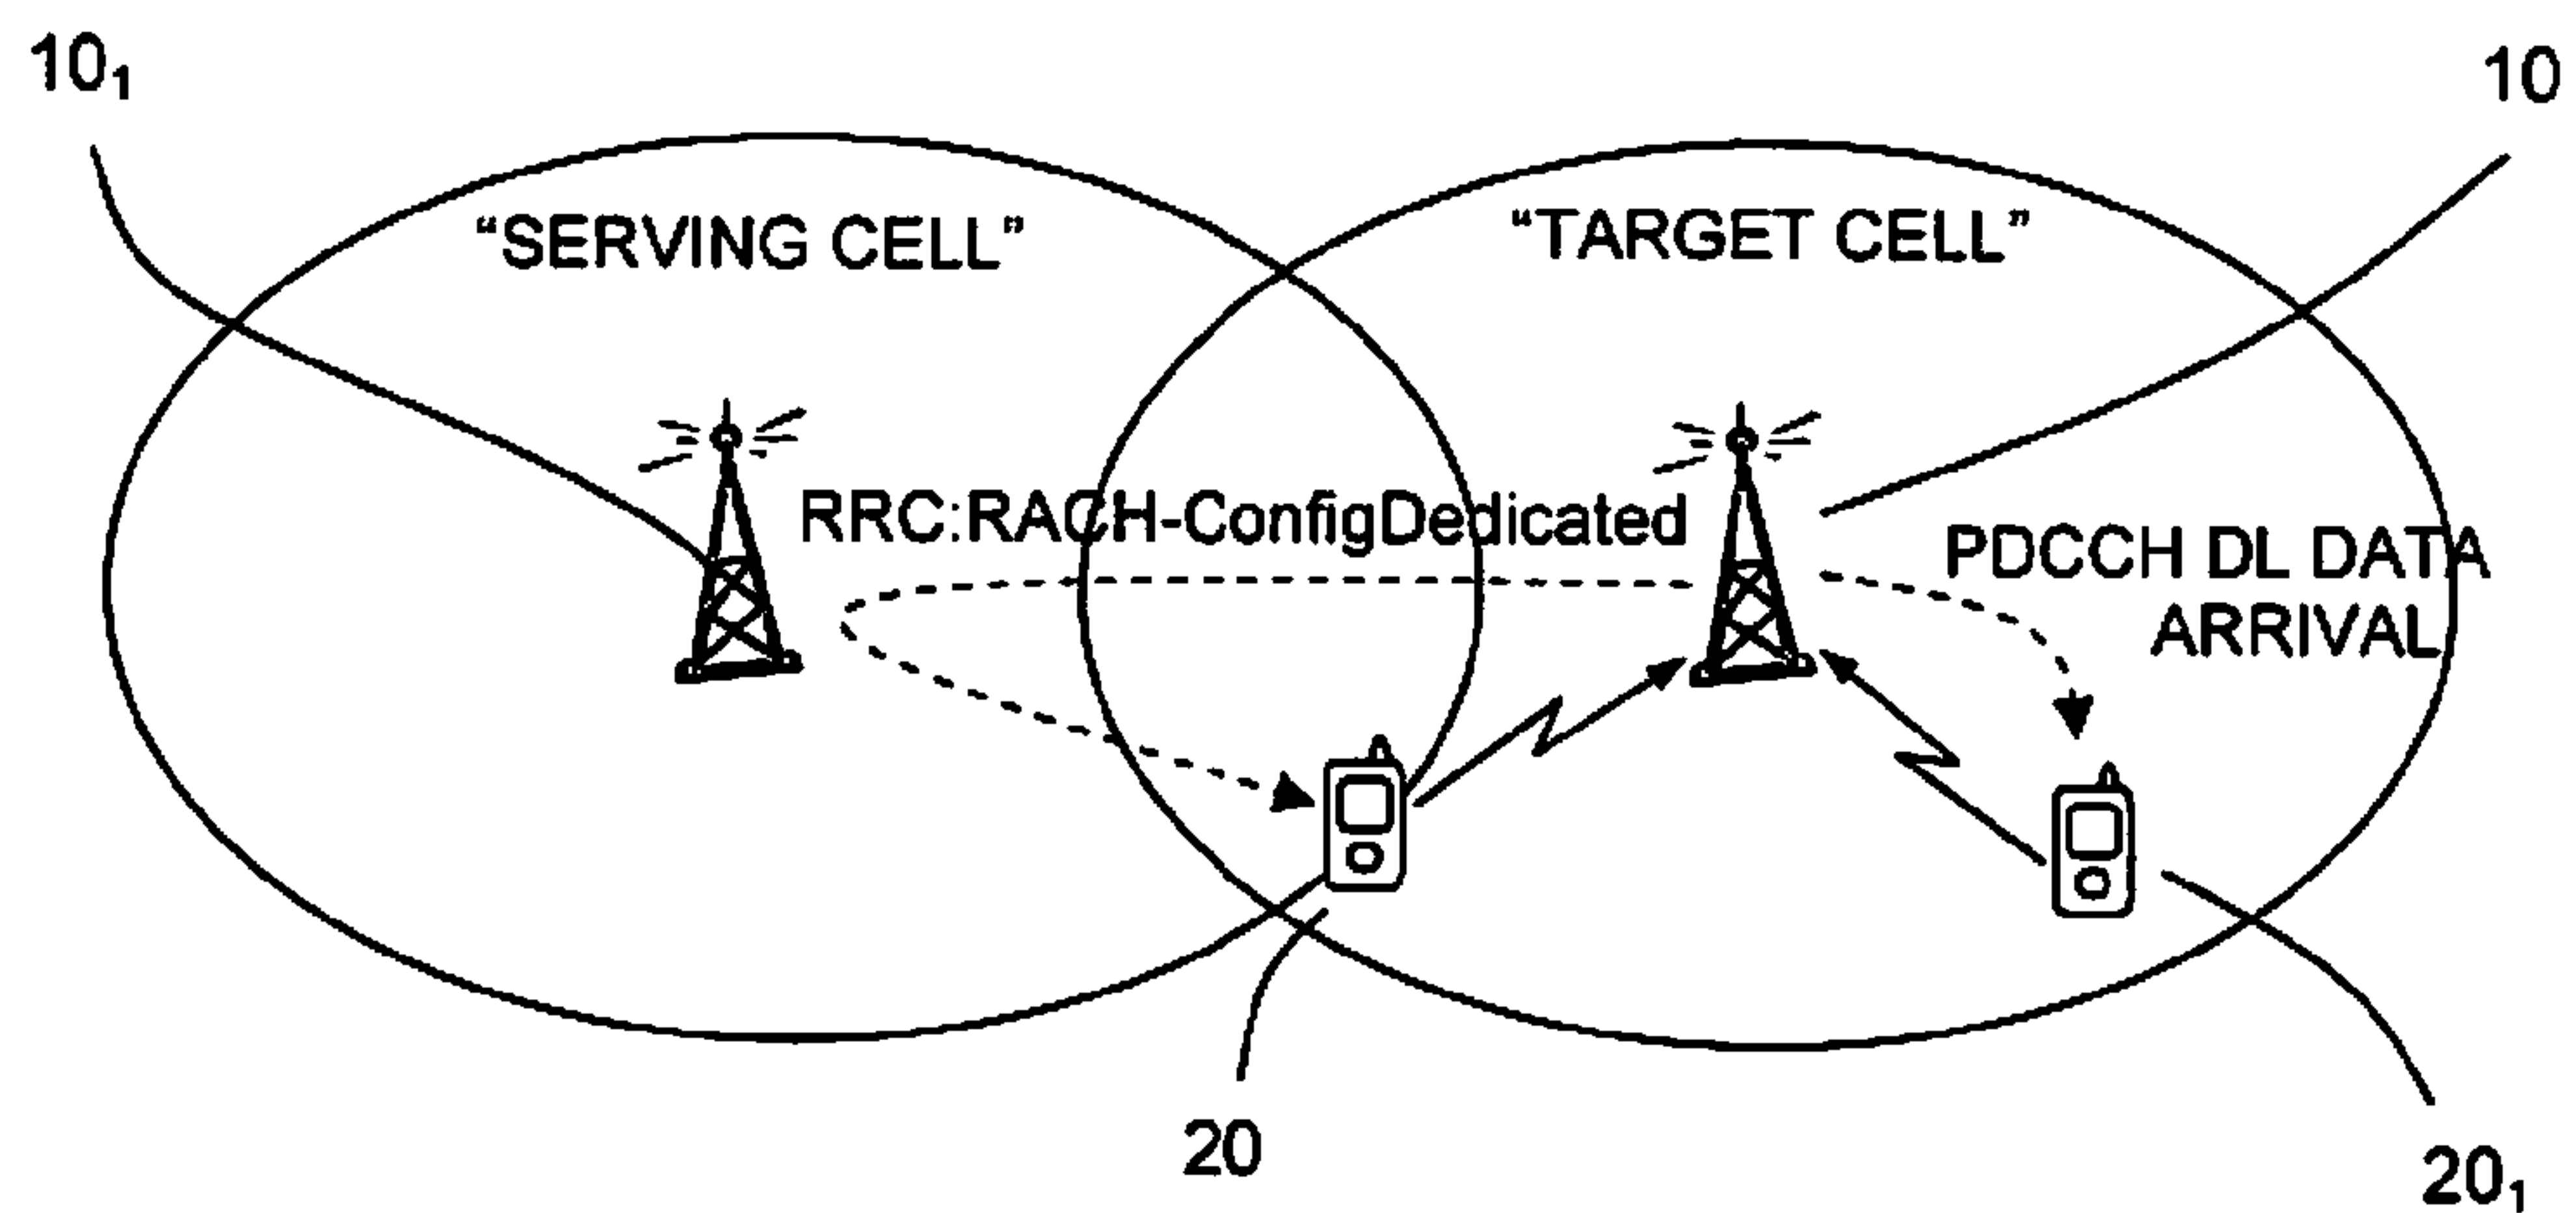 10₁
10
“SERVING CELL”
“TARGET CELL”
RRC:RACH-ConfigDedicated
PDCCH DL DATA
ARRIVAL
20
20₁